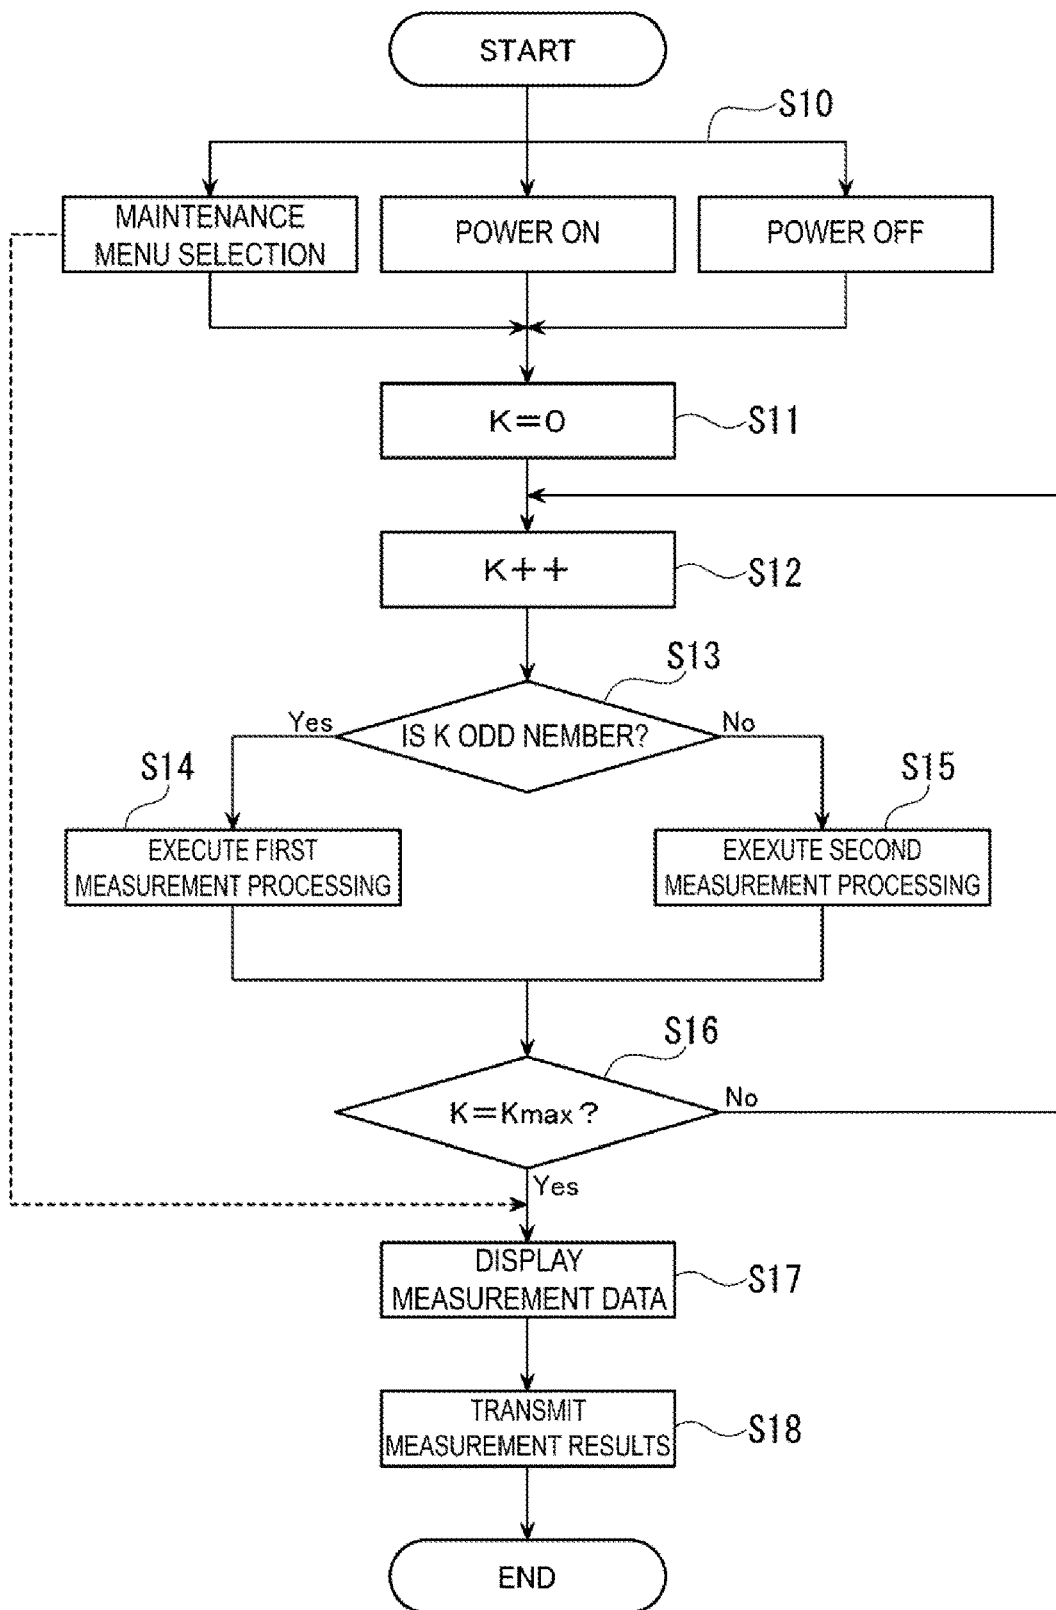 START
S10
MAINTENANCE
MENU SELECTION
POWER ON
POWER OFF
K=0
S11
K++
S12
S13
IS K ODD NEMBER?
Yes
No
S14
S15
EXECUTE FIRST
MEASUREMENT PROCESSING
EXEXUTE SECOND
MEASUREMENT PROCESSING
S16
K=Kmax?
No
Yes
DISPLAY
MEASUREMENT DATA
S17
TRANSMIT
MEASUREMENT RESULTS
S18
END